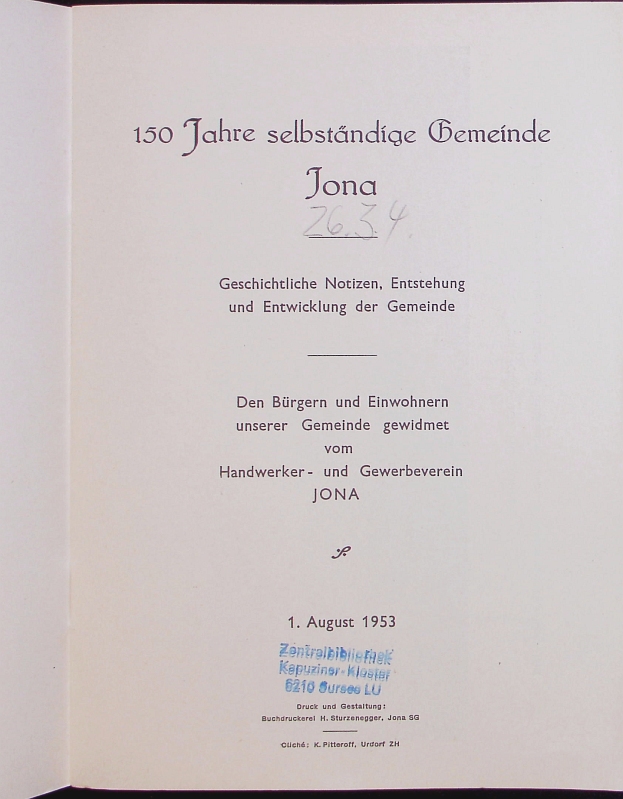 150 Jahre selbständige Gemeinde
Jona
26.3.4.
Geschichtliche Notizen, Entstehung
und Entwicklung der Gemeinde
Den Bürgern und Einwohnern
unserer Gemeinde gewidmet
vom
Handwerker- und Gewerbeverein
JONA
1. August 1953
Zentralbibliothek
Kapuziner-Kloster
6210 Sursee LU
Druck und Gestaltung:
Buchdruckerei H. Sturzenegger, Jona SG
Cliché: K. Pitteroff, Urdorf ZH